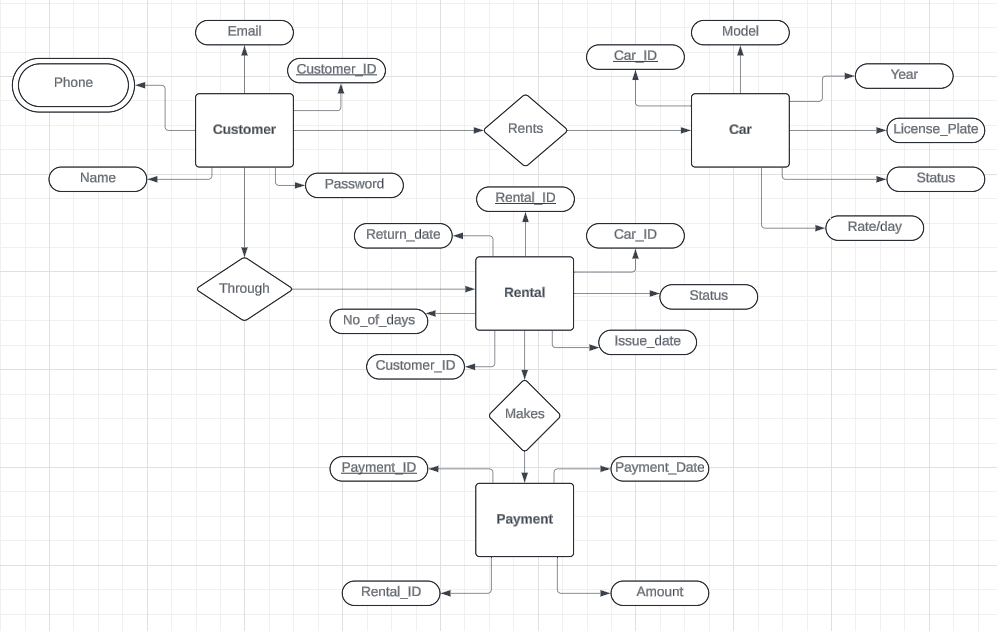 Email
Model
Car_ID
Customer_ID
Year
Phone
Customer
Rents
Car
License_Plate
Name
Password
Status
Rental_ID
Rate/day
Return_date
Car_ID
Through
Rental
Status
No_of_days
Issue_date
Customer_ID
Makes
Payment_ID
Payment_Date
Payment
Rental_ID
Amount